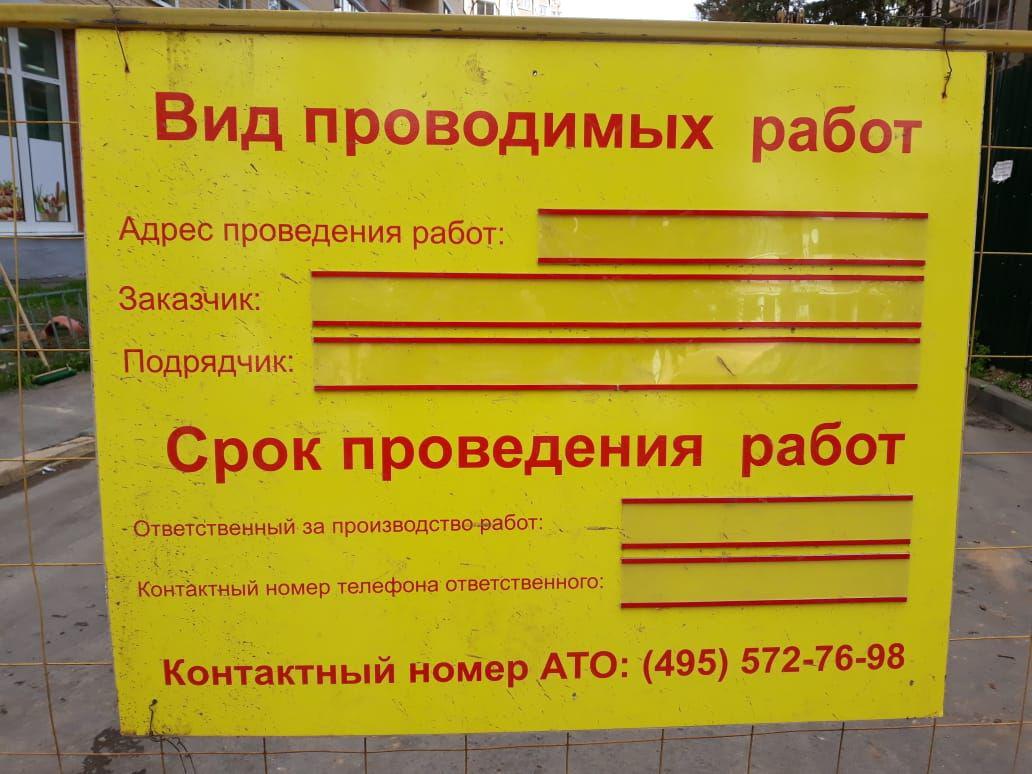 Вид проводимых работ
Адрес проведения работ:
Заказчик:
Подрядчик:
Срок проведения работ
Ответственный за производство работ:
Контактный номер телефона ответственного:
Контактный номер АТО: (495) 572-76-98